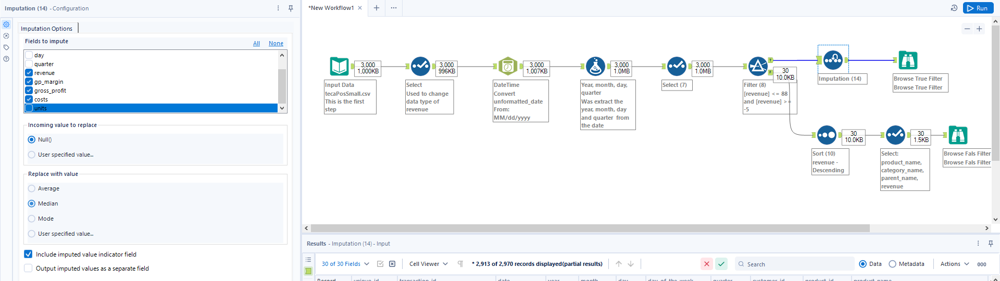 Imputation (14) - Configuration
Imputation Options
Fields to impute
All
None
day
quarter
revenue
gp_margin
gross_profit
costs
units
Incoming value to replace
Null()
User specified value...
Replace with value
Average
Median
Mode
User specified value...
Include imputed value indicator field
Output imputed values as a separate field
*New Workflow1
Run
3,000
1,000KB
Input Data
tecaPosSmall.csv
This is the first
step
3,000
996KB
Select
Used to change
data type of
revenue
3,000
1,007KB
DateTime
Convert
unformatted_date
From:
MM/dd/yyyy
3,000
1.0MB
Year, month, day,
quarter
Was extract the
year, month, day
and quarter from
the date
3,000
1.0MB
Select (7)
T
F
30
10.0KB
Filter (8)
[revenue] <= 88
and [revenue] >=
-5
Imputation (14)
Browse True Filter
Browse True Filter
30
10.0KB
Sort (10)
revenue -
Descending
30
1.5KB
Select:
product_name,
category_name,
parent_name,
revenue
Browse Fals Filter
Browse Fals Filter
Results - Imputation (14) - Input
30 of 30 Fields
Cell Viewer
* 2,913 of 2,970 records displayed(partial results)
Search
Data
Metadata
Actions
000
Record
unique_id
transaction_id
date
year
month
day
day_of_the_week
quarter
customer_id
product_id
product_name